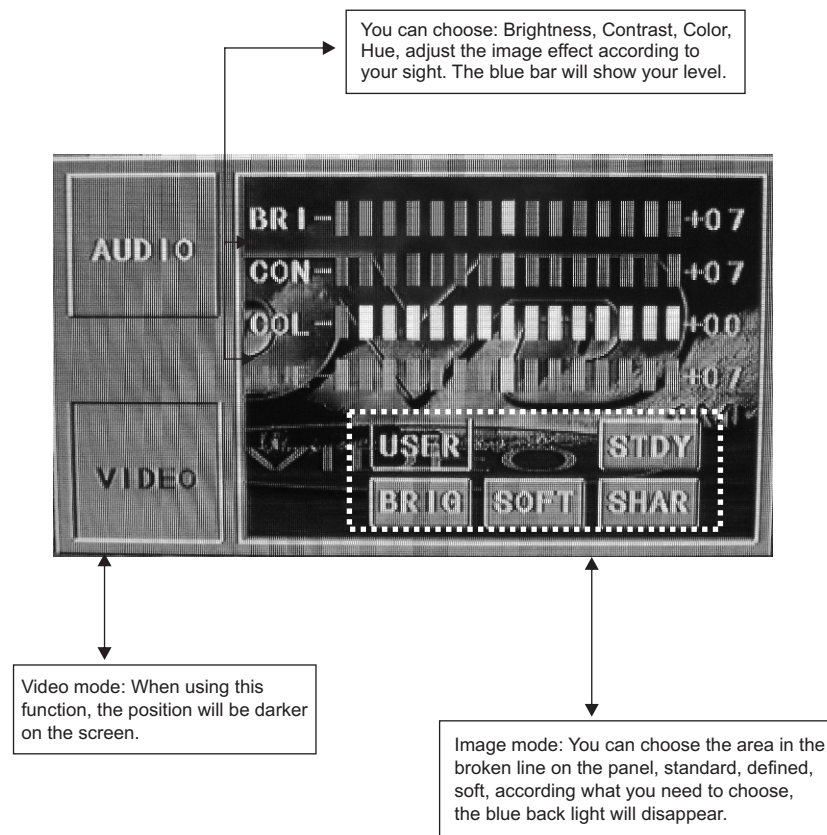 You can choose: Brightness, Contrast, Color,
Hue, adjust the image effect according to
your sight. The blue bar will show your level.
AUDIO
BRI +07
CON +07
COL +00
+07
USER STDY
VIDEO
BRIG SOFT SHAR
Video mode: When using this
function, the position will be darker
on the screen.
Image mode: You can choose the area in the
broken line on the panel, standard, defined,
soft, according what you need to choose,
the blue back light will disappear.